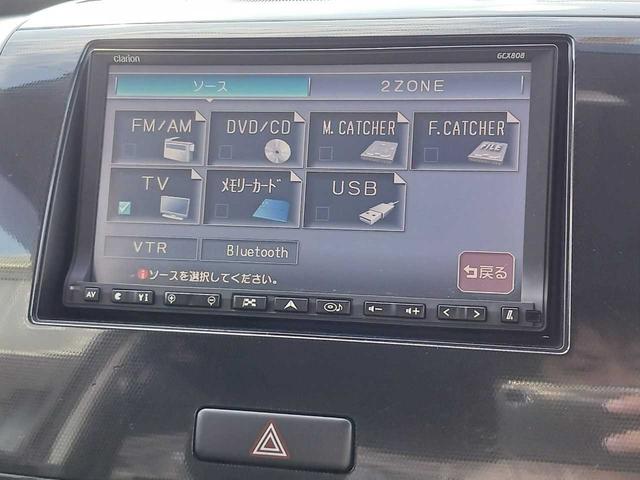 clarion
GCX808
ソース
2ZONE
FM/AM
DVD/CD
M.CATCHER
F.CATCHER
FILE
TV
ﾒﾓﾘｰｶｰﾄﾞ
USB
VTR
Bluetooth
ソースを選択してください。
戻る
AV